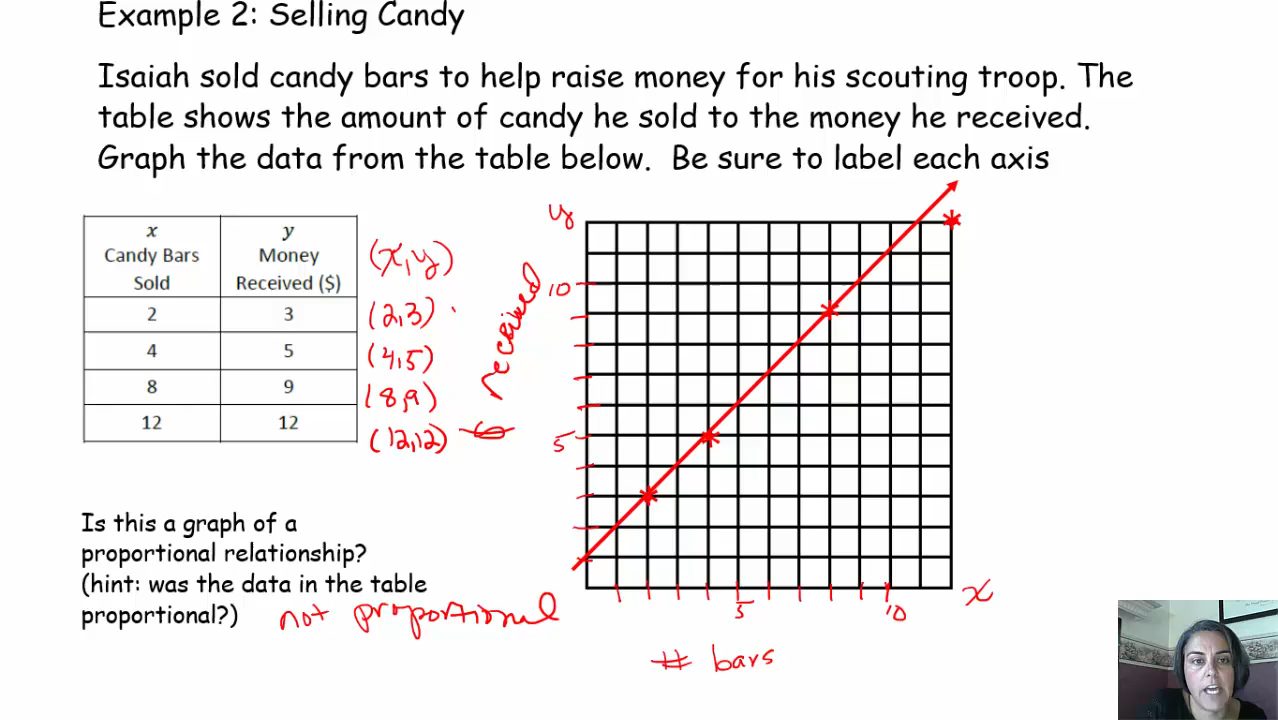 Example 2: Selling Candy
Isaiah sold candy bars to help raise money for his scouting troop. The
table shows the amount of candy he sold to the money he received.
Graph the data from the table below. Be sure to label each axis
x y
Candy Bars Sold Money Received ($)
2 3
4 5
8 9
12 12
(x,y)
(2,3)
(4,5)
(8,9)
(12,12)
$ received
y
10
5
5 10
x
# bars
Is this a graph of a
proportional relationship?
(hint: was the data in the table
proportional?) not proportional